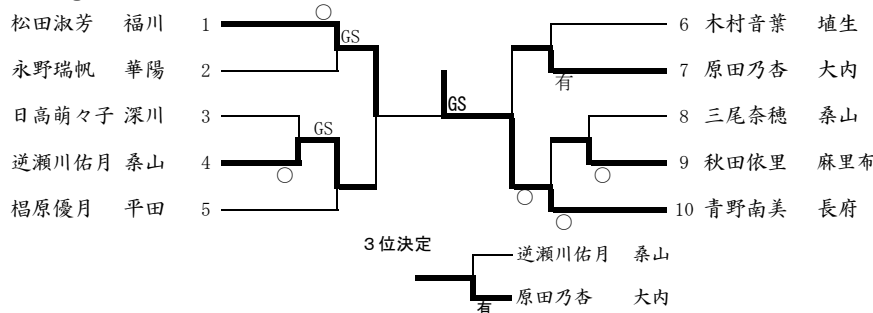 松田淑芳 福川 1
永野瑞帆 華陽 2
日高萌々子 深川 3
逆瀬川佑月 桑山 4
椙原優月 平田 5
○
GS
GS
○
GS
6 木村音葉 埴生
7 原田乃杏 大内
8 三尾奈穂 桑山
9 秋田依里 麻里布
10 青野南美 長府
有
○
○
○
3位決定
逆瀬川佑月 桑山
原田乃杏 大内
有